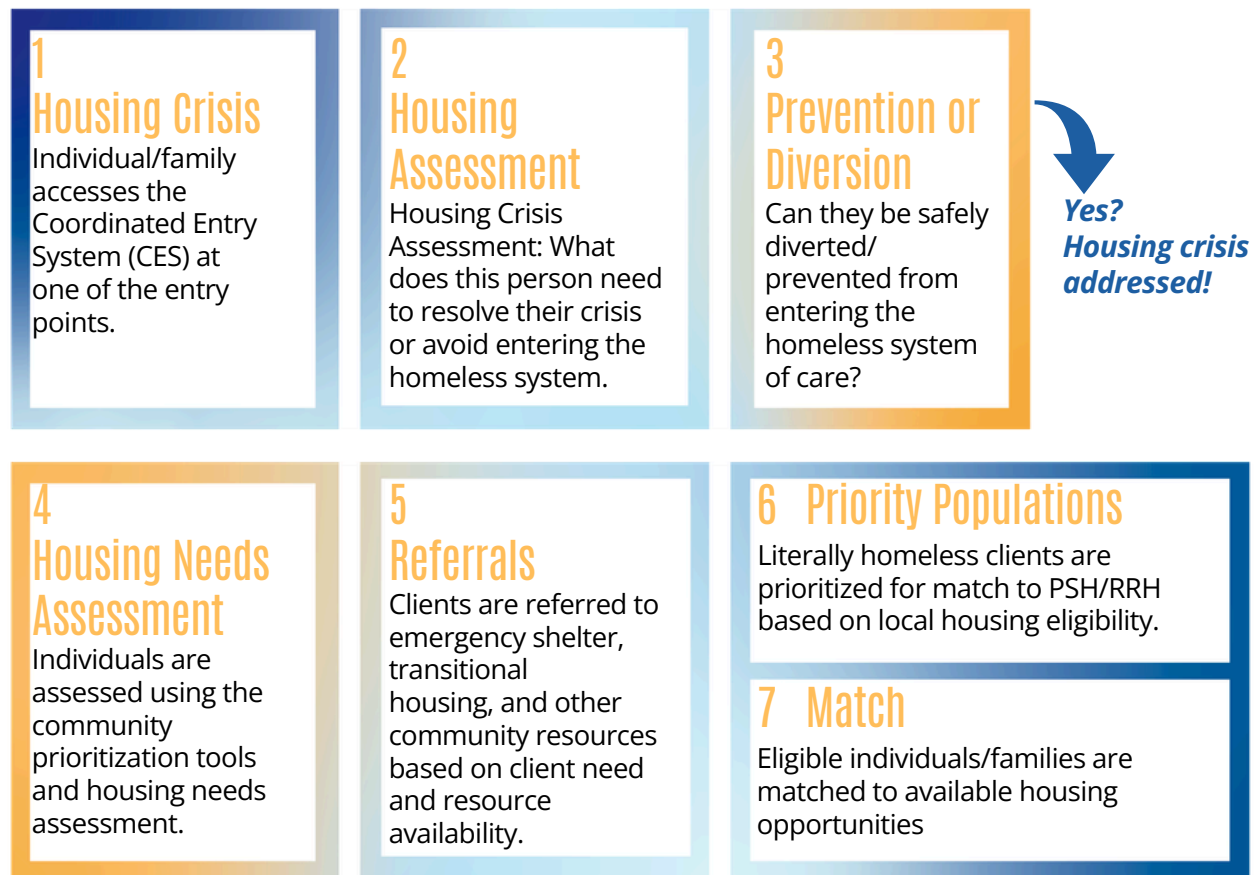 1
Housing Crisis
Individual/family
accesses the
Coordinated Entry
System (CES) at
one of the entry
points.
2
Housing
Assessment
Housing Crisis
Assessment: What
does this person need
to resolve their crisis
or avoid entering the
homeless system.
3
Prevention or
Diversion
Can they be safely
diverted/
prevented from
entering the
homeless system
of care?
Yes?
Housing crisis
addressed!
4
Housing Needs
Assessment
Individuals are
assessed using the
community
prioritization tools
and housing needs
assessment.
5
Referrals
Clients are referred to
emergency shelter,
transitional
housing, and other
community resources
based on client need
and resource
availability.
6 Priority Populations
Literally homeless clients are
prioritized for match to PSH/RRH
based on local housing eligibility.
7 Match
Eligible individuals/families are
matched to available housing
opportunities